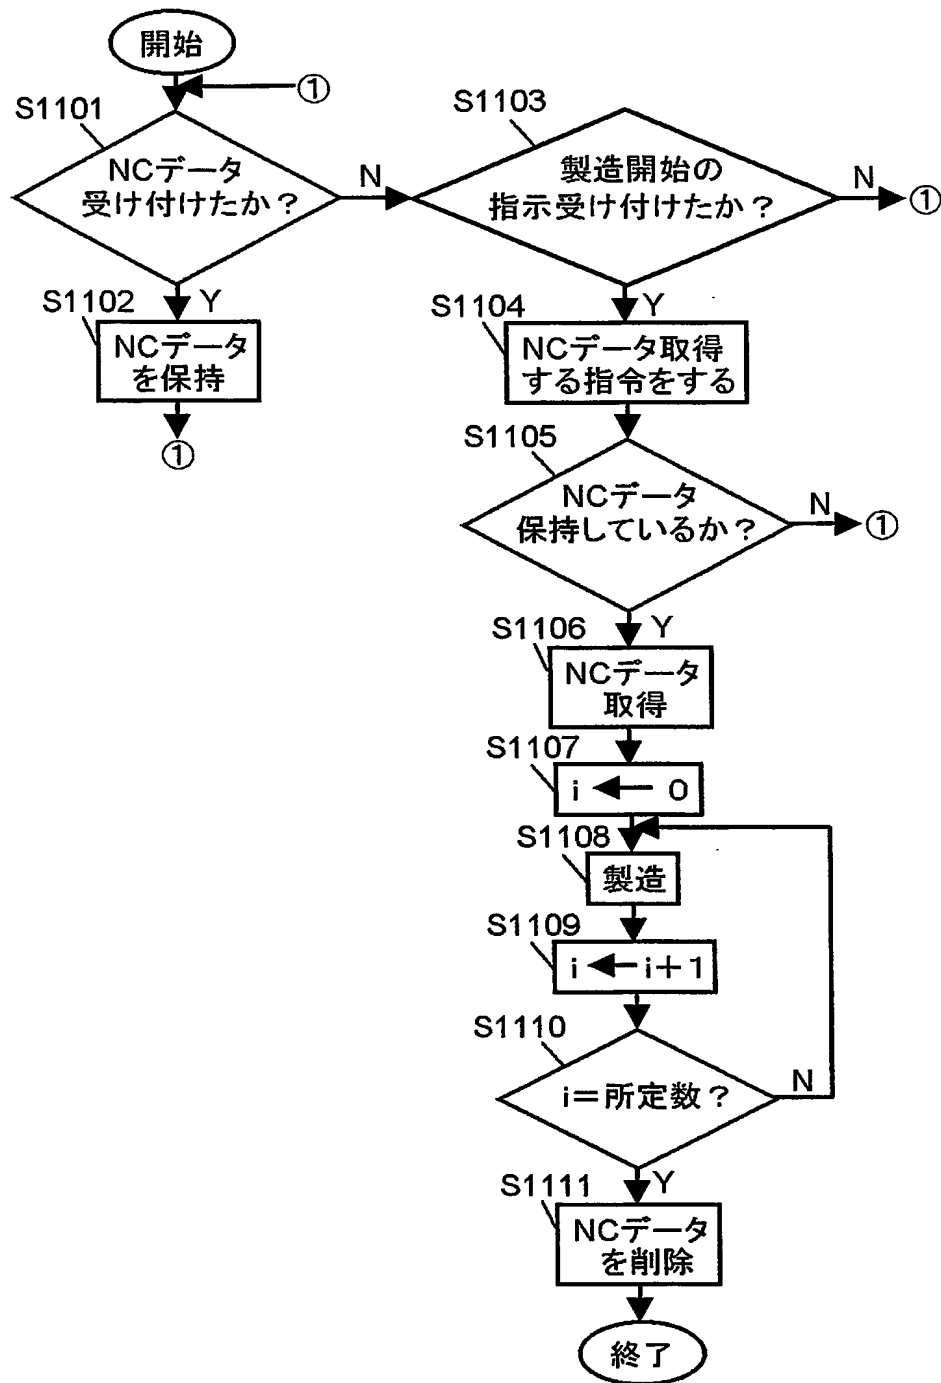 開始
①
S1101
NCデータ
受け付けたか？
N
Y
S1102
NCデータ
を保持
①
S1103
製造開始の
指示受け付けたか？
N
①
Y
S1104
NCデータ取得
する指令をする
S1105
NCデータ
保持しているか？
N
①
Y
S1106
NCデータ
取得
S1107
i ← 0
S1108
製造
S1109
i ← i＋1
S1110
i＝所定数？
N
Y
S1111
NCデータ
を削除
終了